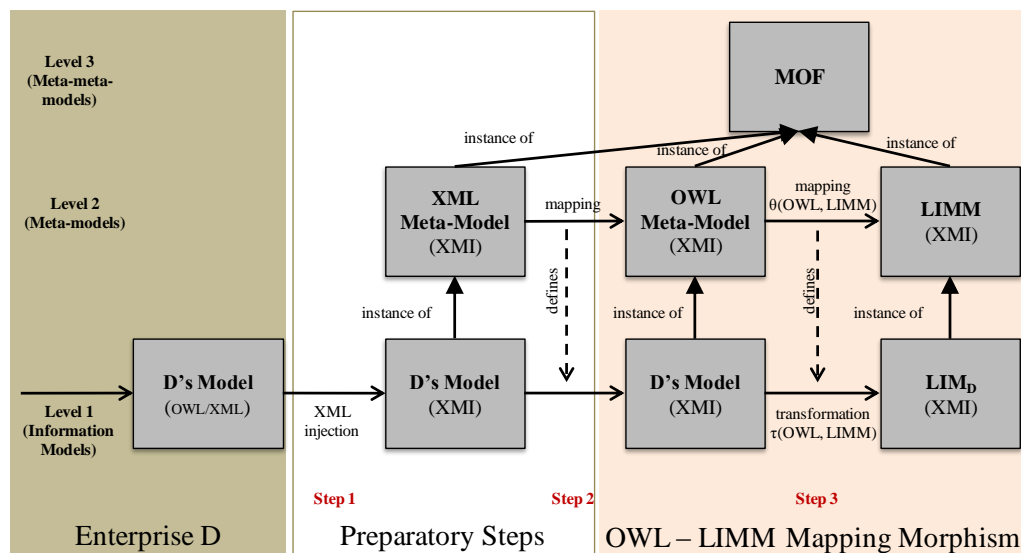 Level 3
(Meta-meta-
models)
MOF
instance of
instance of
instance of
Level 2
(Meta-models)
XML
Meta-Model
(XMI)
mapping
OWL
Meta-Model
(XMI)
mapping
θ(OWL, LIMM)
LIMM
(XMI)
defines
defines
instance of
instance of
instance of
D's Model
(OWL/XML)
XML
injection
D's Model
(XMI)
D's Model
(XMI)
transformation
τ(OWL, LIMM)
LIM_D
(XMI)
Level 1
(Information
Models)
Step 1
Step 2
Step 3
Enterprise D
Preparatory Steps
OWL – LIMM Mapping Morphism